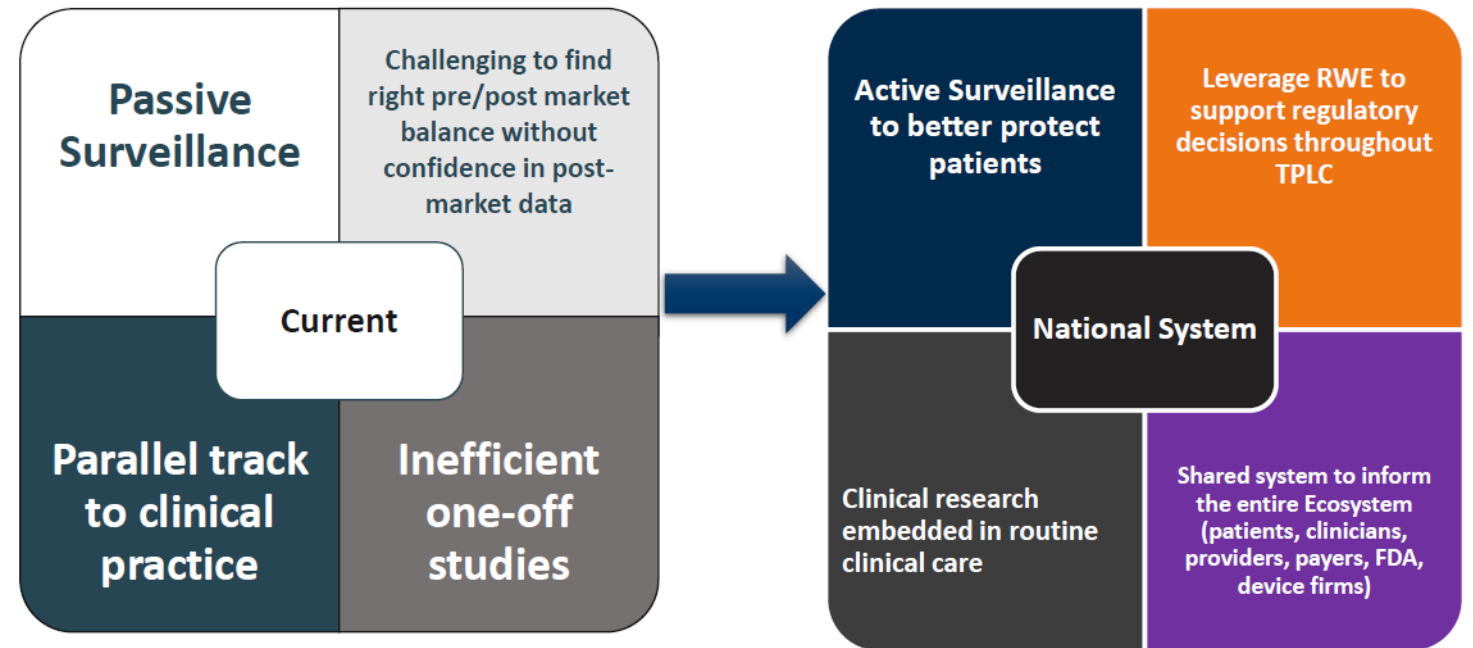 Passive
Surveillance
Challenging to find
right pre/post market
balance without
confidence in post-
market data
Current
Parallel track
to clinical
practice
Inefficient
one-off
studies
Active Surveillance
to better protect
patients
Leverage RWE to
support regulatory
decisions throughout
TPLC
National System
Clinical research
embedded in routine
clinical care
Shared system to inform
the entire Ecosystem
(patients, clinicians,
providers, payers, FDA,
device firms)